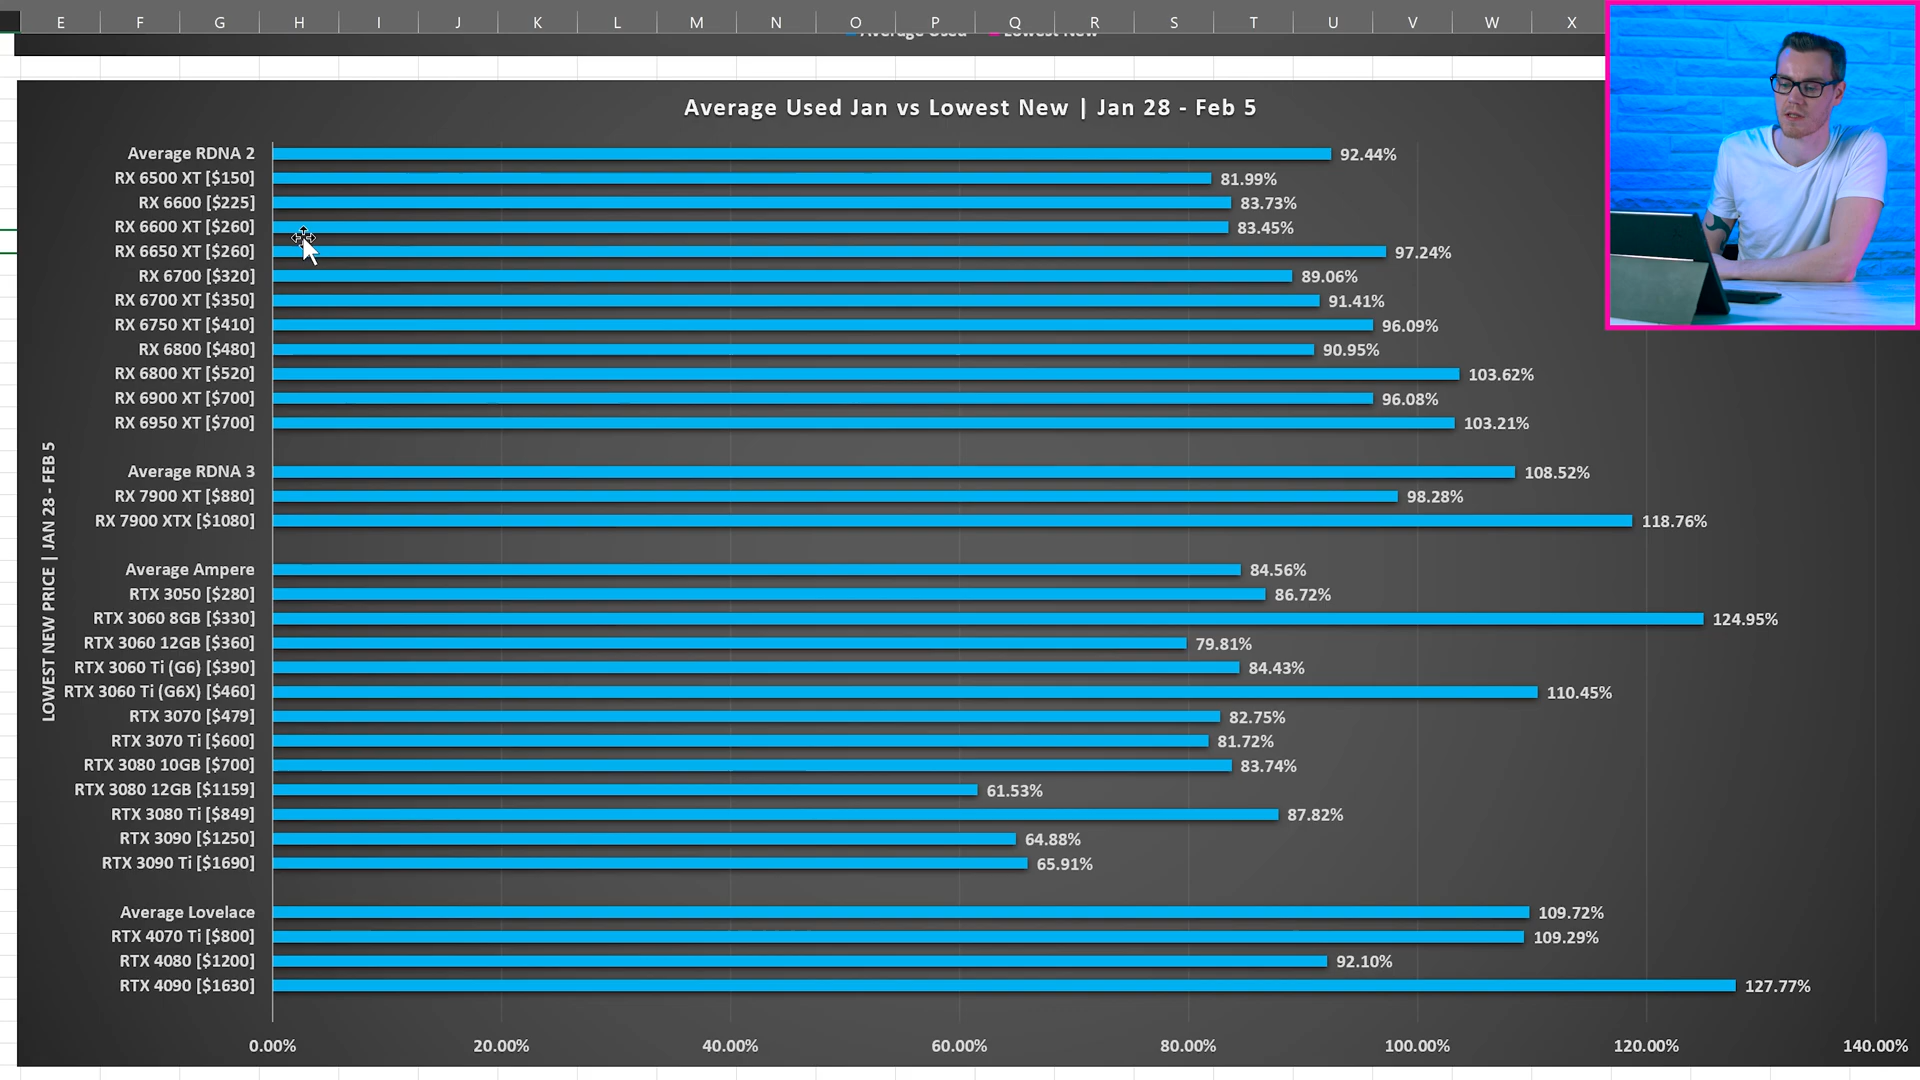 E F G H I J K L M N O P Q R S T U V W X
Average Used Lowest New
Average Used Jan vs Lowest New | Jan 28 - Feb 5
LOWEST NEW PRICE | JAN 28 - FEB 5
Average RDNA 2 92.44%
RX 6500 XT [$150] 81.99%
RX 6600 [$225] 83.73%
RX 6600 XT [$260] 83.45%
RX 6650 XT [$260] 97.24%
RX 6700 [$320] 89.06%
RX 6700 XT [$350] 91.41%
RX 6750 XT [$410] 96.09%
RX 6800 [$480] 90.95%
RX 6800 XT [$520] 103.62%
RX 6900 XT [$700] 96.08%
RX 6950 XT [$700] 103.21%
Average RDNA 3 108.52%
RX 7900 XT [$880] 98.28%
RX 7900 XTX [$1080] 118.76%
Average Ampere 84.56%
RTX 3050 [$280] 86.72%
RTX 3060 8GB [$330] 124.95%
RTX 3060 12GB [$360] 79.81%
RTX 3060 Ti (G6) [$390] 84.43%
RTX 3060 Ti (G6X) [$460] 110.45%
RTX 3070 [$479] 82.75%
RTX 3070 Ti [$600] 81.72%
RTX 3080 10GB [$700] 83.74%
RTX 3080 12GB [$1159] 61.53%
RTX 3080 Ti [$849] 87.82%
RTX 3090 [$1250] 64.88%
RTX 3090 Ti [$1690] 65.91%
Average Lovelace 109.72%
RTX 4070 Ti [$800] 109.29%
RTX 4080 [$1200] 92.10%
RTX 4090 [$1630] 127.77%
0.00% 20.00% 40.00% 60.00% 80.00% 100.00% 120.00% 140.00%